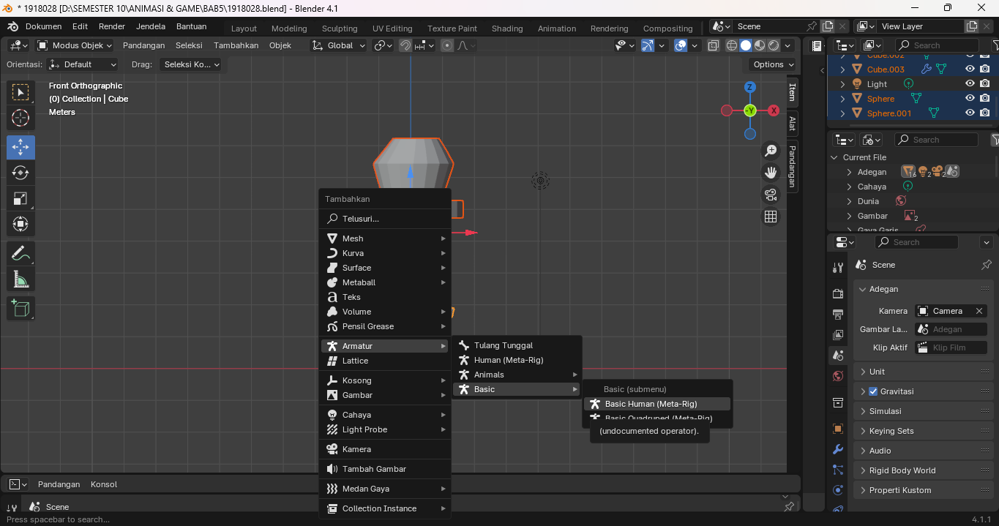 * 1918028 [D:\SEMESTER 10\ANIMASI & GAME\BAB5\1918028.blend] - Blender 4.1
Dokumen Edit Render Jendela Bantuan Layout Modeling Sculpting UV Editing Texture Paint Shading Animation Rendering Compositing Scene View Layer
Modus Objek Pandangan Seleksi Tambahkan Objek Global Search
Orientasi: Default Drag: Seleksi Ko... Options
Front Orthographic
(0) Collection | Cube
Meters
Z
-Y
X
Item
Alat
Pandangan
Cube.002
Cube.003
Light
Sphere
Sphere.001
Search
Current File
Adegan 16 2 2
Cahaya
Dunia
Gambar 2
Gaya Garis
Tambahkan
Telusuri...
Mesh
Kurva
Surface
Metaball
Teks
Volume
Pensil Grease
Armatur
Lattice
Kosong
Gambar
Cahaya
Light Probe
Kamera
Tambah Gambar
Medan Gaya
Collection Instance
Tulang Tunggal
Human (Meta-Rig)
Animals
Basic
Basic (submenu)
Basic Human (Meta-Rig)
Basic Quadruped (Meta-Rig)
(undocumented operator).
Search
Scene
Adegan
Kamera Camera
Gambar La... Adegan
Klip Aktif Klip Film
Unit
Gravitasi
Simulasi
Keying Sets
Audio
Rigid Body World
Properti Kustom
Pandangan Konsol
Scene
Press spacebar to search...
4.1.1